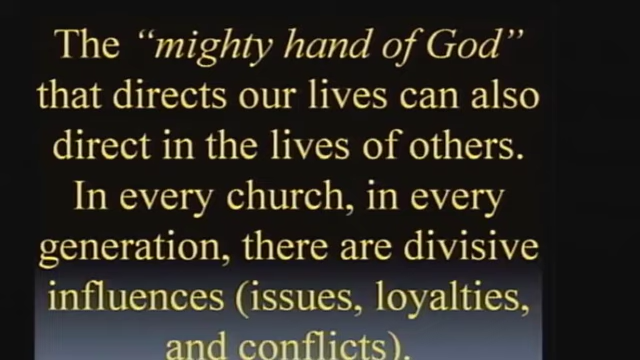 The “mighty hand of God”
that directs our lives can also
direct in the lives of others.
In every church, in every
generation, there are divisive
influences (issues, loyalties,
and conflicts).